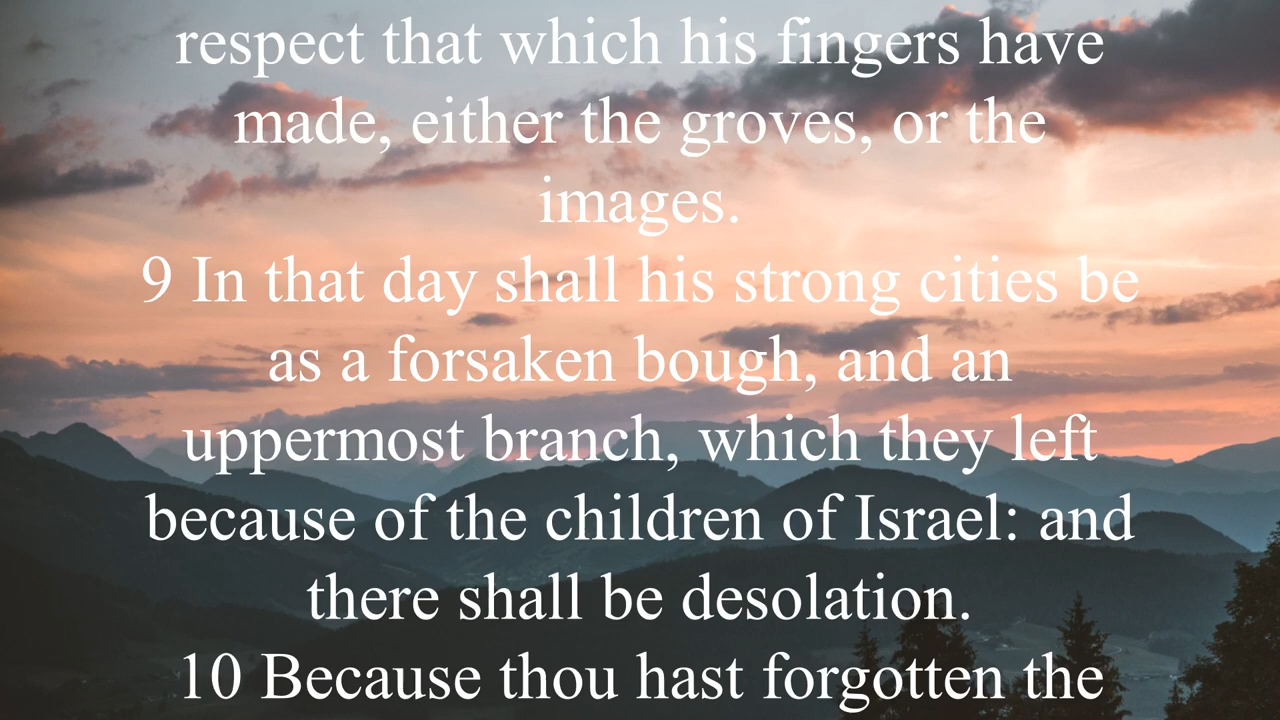 respect that which his fingers have
made, either the groves, or the
images.
9 In that day shall his strong cities be
as a forsaken bough, and an
uppermost branch, which they left
because of the children of Israel: and
there shall be desolation.
10 Because thou hast forgotten the